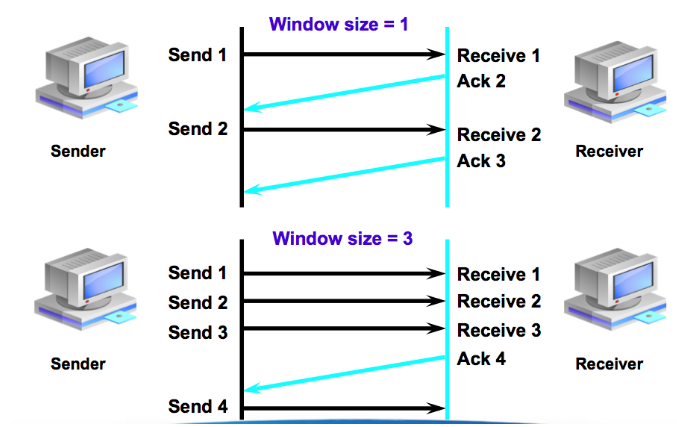 Window size = 1
Send 1
Receive 1
Ack 2
Send 2
Receive 2
Ack 3
Sender
Receiver
Window size = 3
Send 1
Receive 1
Send 2
Receive 2
Send 3
Receive 3
Ack 4
Sender
Receiver
Send 4